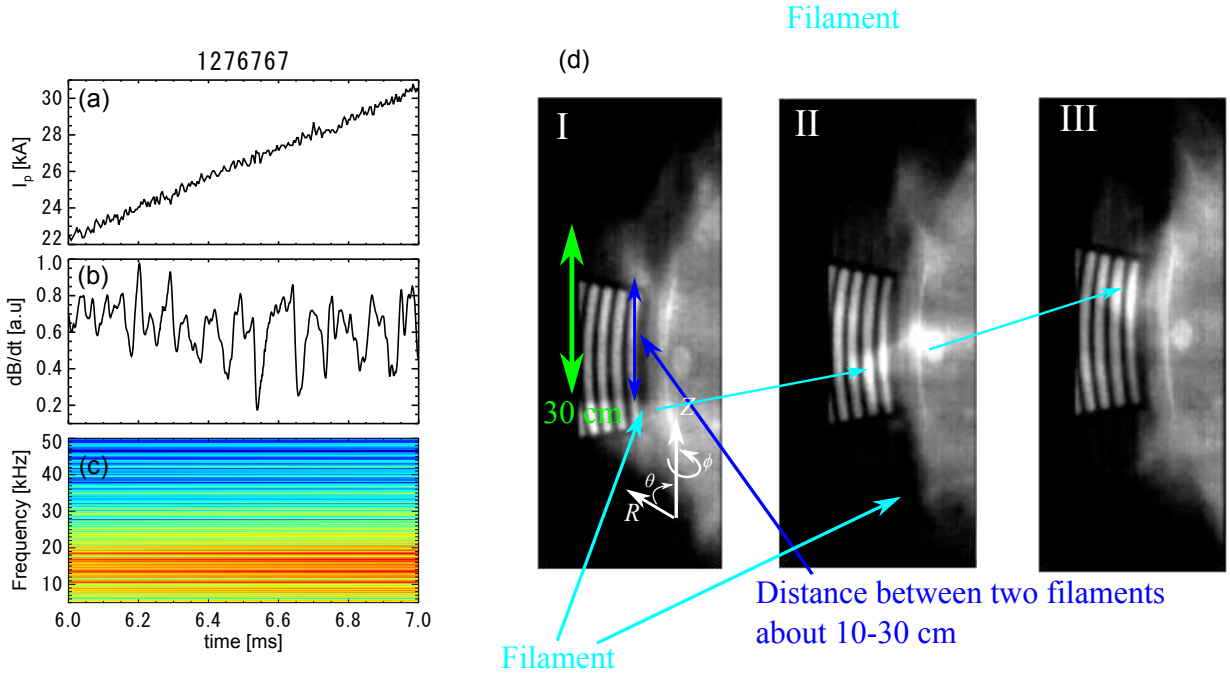 Filament
1276767
(d)
(a)
30
28
26
24
22
I_p [kA]
(b)
1.0
0.8
0.6
0.4
0.2
dB/dt [a.u]
(c)
50
40
30
20
10
Frequency [kHz]
6.0 6.2 6.4 6.6 6.8 7.0
time [ms]
I
II
III
30 cm
Z
ϕ
θ
R
Distance between two filaments
about 10-30 cm
Filament